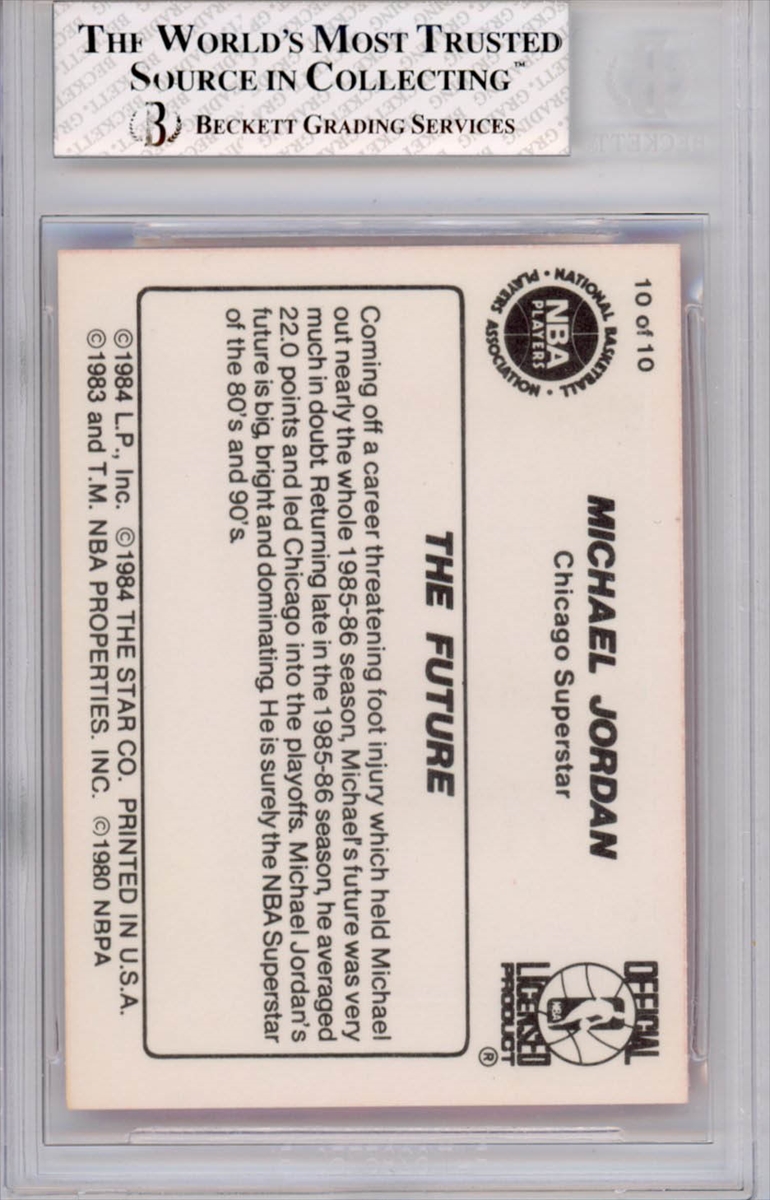 THE WORLD'S MOST TRUSTED
SOURCE IN COLLECTING™
BECKETT GRADING SERVICES
BECKETT
10 of 10
NATIONAL BASKETBALL
PLAYERS ASSOCIATION
NBA
PLAYERS
MICHAEL JORDAN
Chicago Superstar
OFFICIAL
NBA
LICENSED
PRODUCT
®
THE FUTURE
Coming off a career threatening foot injury which held Michael
out nearly the whole 1985-86 season, Michael's future was very
much in doubt. Returning late in the 1985-86 season, he averaged
22.0 points and led Chicago into the playoffs. Michael Jordan's
future is big, bright and dominating. He is surely the NBA Superstar
of the 80's and 90's.
©1984 L.P., Inc. ©1984 THE STAR CO. PRINTED IN U.S.A.
©1983 and T.M. NBA PROPERTIES. INC. ©1980 NBPA